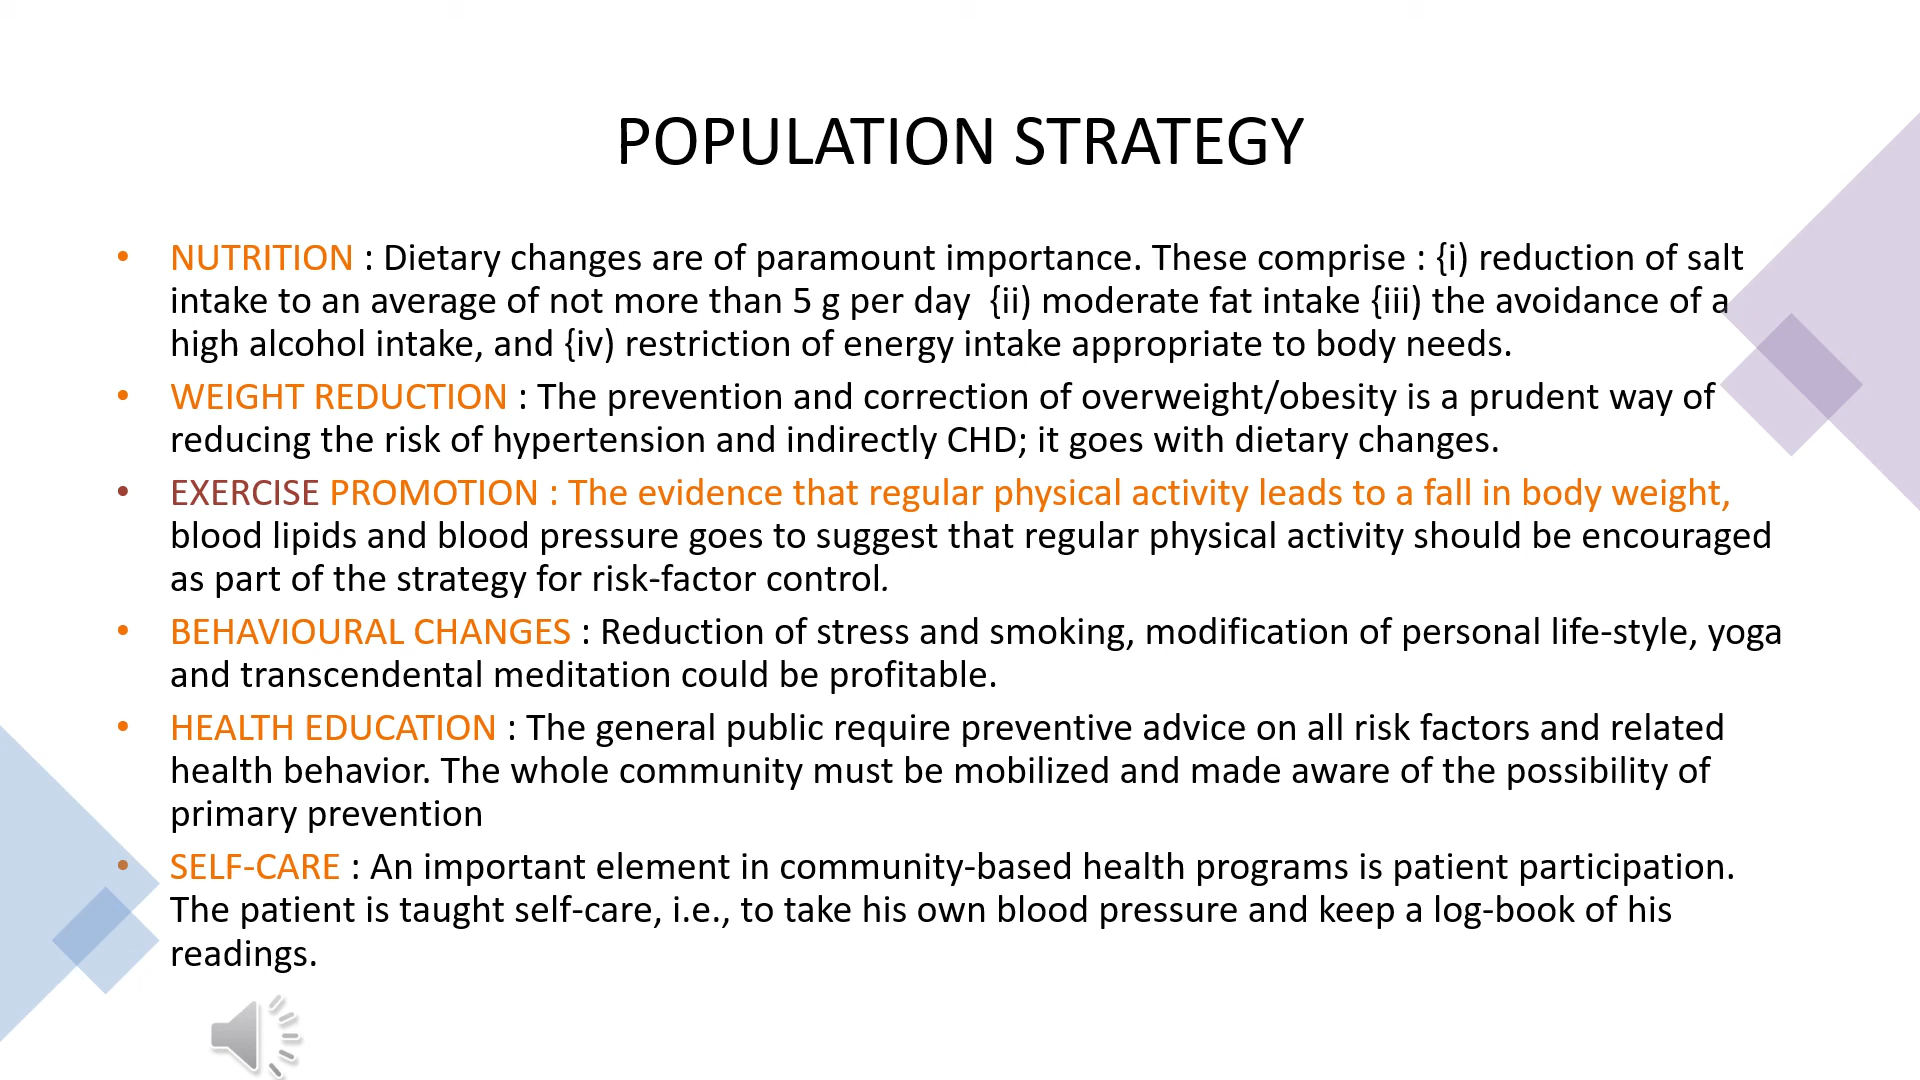 POPULATION STRATEGY
• NUTRITION : Dietary changes are of paramount importance. These comprise : {i) reduction of salt
intake to an average of not more than 5 g per day  {ii) moderate fat intake {iii) the avoidance of a
high alcohol intake, and {iv) restriction of energy intake appropriate to body needs.
• WEIGHT REDUCTION : The prevention and correction of overweight/obesity is a prudent way of
reducing the risk of hypertension and indirectly CHD; it goes with dietary changes.
• EXERCISE PROMOTION : The evidence that regular physical activity leads to a fall in body weight,
blood lipids and blood pressure goes to suggest that regular physical activity should be encouraged
as part of the strategy for risk-factor control.
• BEHAVIOURAL CHANGES : Reduction of stress and smoking, modification of personal life-style, yoga
and transcendental meditation could be profitable.
• HEALTH EDUCATION : The general public require preventive advice on all risk factors and related
health behavior. The whole community must be mobilized and made aware of the possibility of
primary prevention
• SELF-CARE : An important element in community-based health programs is patient participation.
The patient is taught self-care, i.e., to take his own blood pressure and keep a log-book of his
readings.